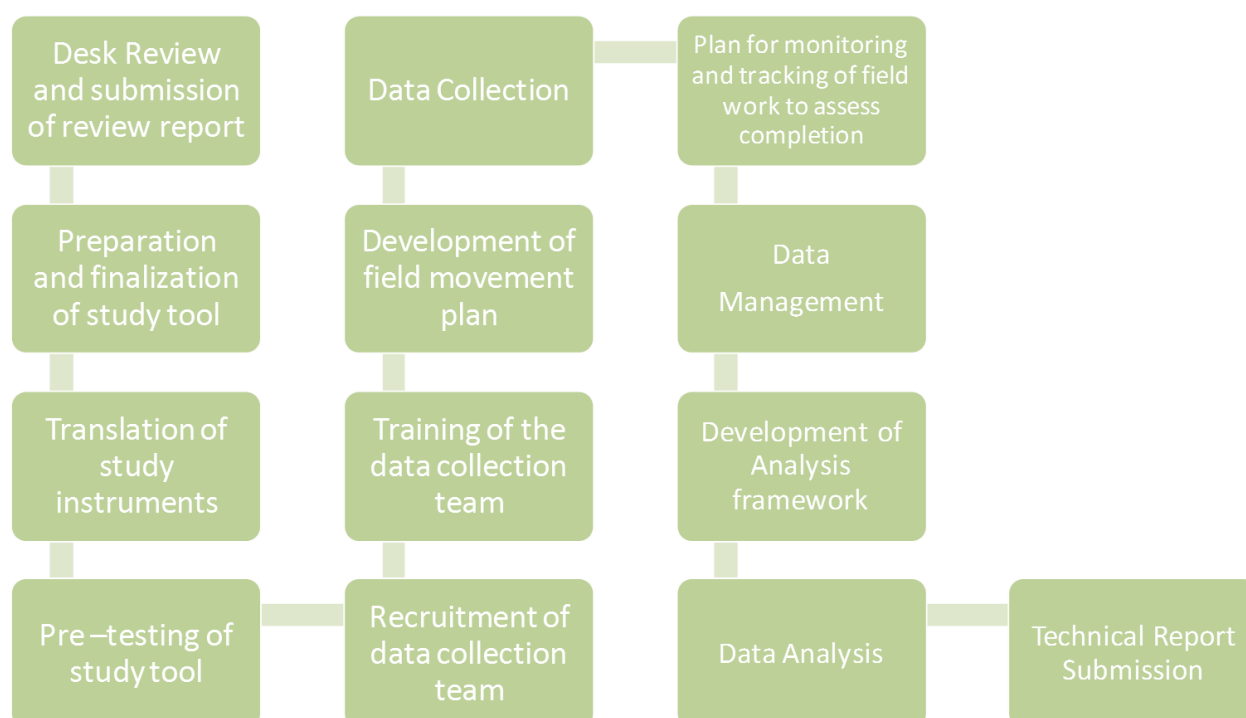 Desk Review
and submission
of review report
Preparation
and finalization
of study tool
Translation of
study
instruments
Pre –testing of
study tool
Recruitment of
data collection
team
Training of the
data collection
team
Development of
field movement
plan
Data Collection
Plan for monitoring
and tracking of field
work to assess
completion
Data
Management
Development of
Analysis
framework
Data Analysis
Technical Report
Submission